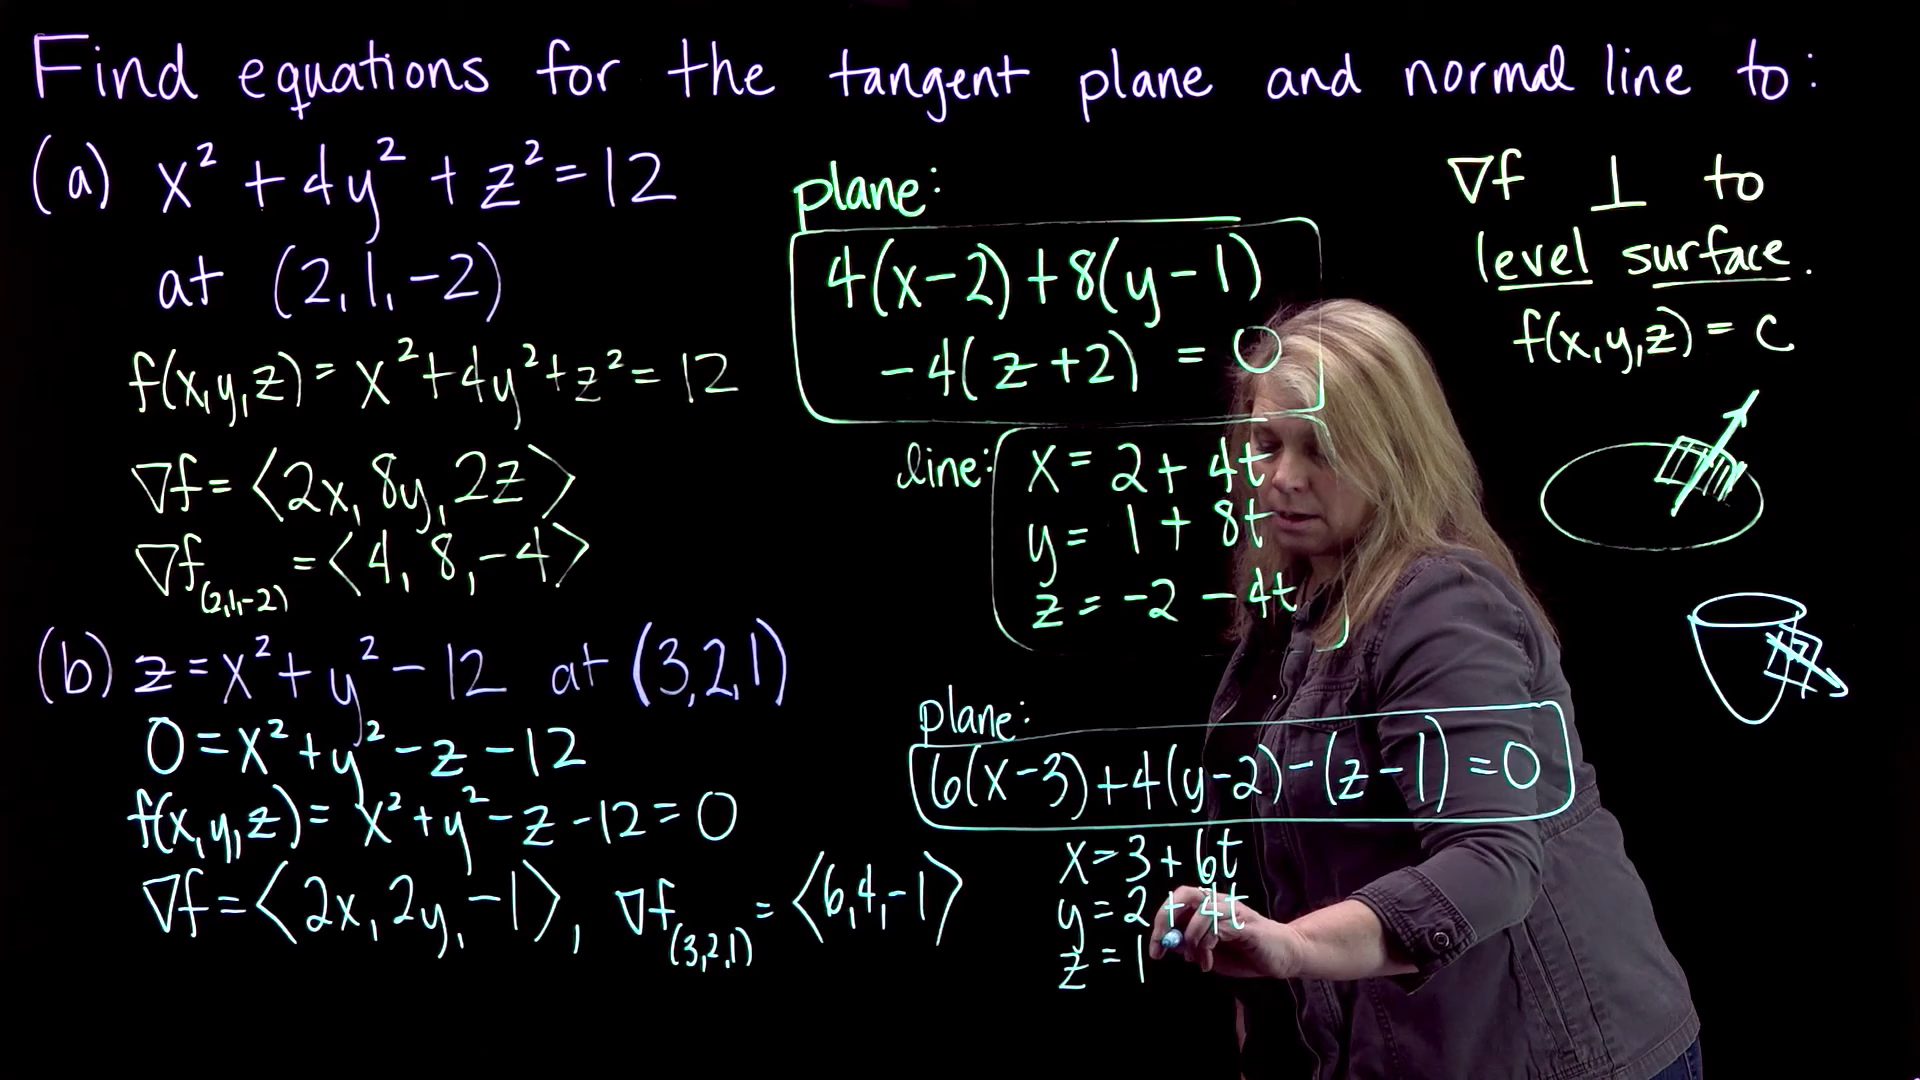 Find equations for the tangent plane and normal line to:
(a) x² + 4y² + z² = 12
at (2,1,-2)
f(x,y,z) = x² + 4y² + z² = 12
∇f = ⟨2x, 8y, 2z⟩
∇f₍₂,₁,₋₂₎ = ⟨4, 8, -4⟩
plane:
4(x-2) + 8(y-1)
-4(z+2) = 0
line: x = 2 + 4t
y = 1 + 8t
z = -2 - 4t
∇f ⊥ to
level surface.
f(x,y,z) = c
(b) z = x² + y² - 12 at (3,2,1)
0 = x² + y² - z - 12
f(x,y,z) = x² + y² - z - 12 = 0
∇f = ⟨2x, 2y, -1⟩, ∇f₍₃,₂,₁₎ = ⟨6,4,-1⟩
plane:
6(x-3) + 4(y-2) - (z-1) = 0
x = 3 + 6t
y = 2 + 4t
z = 1